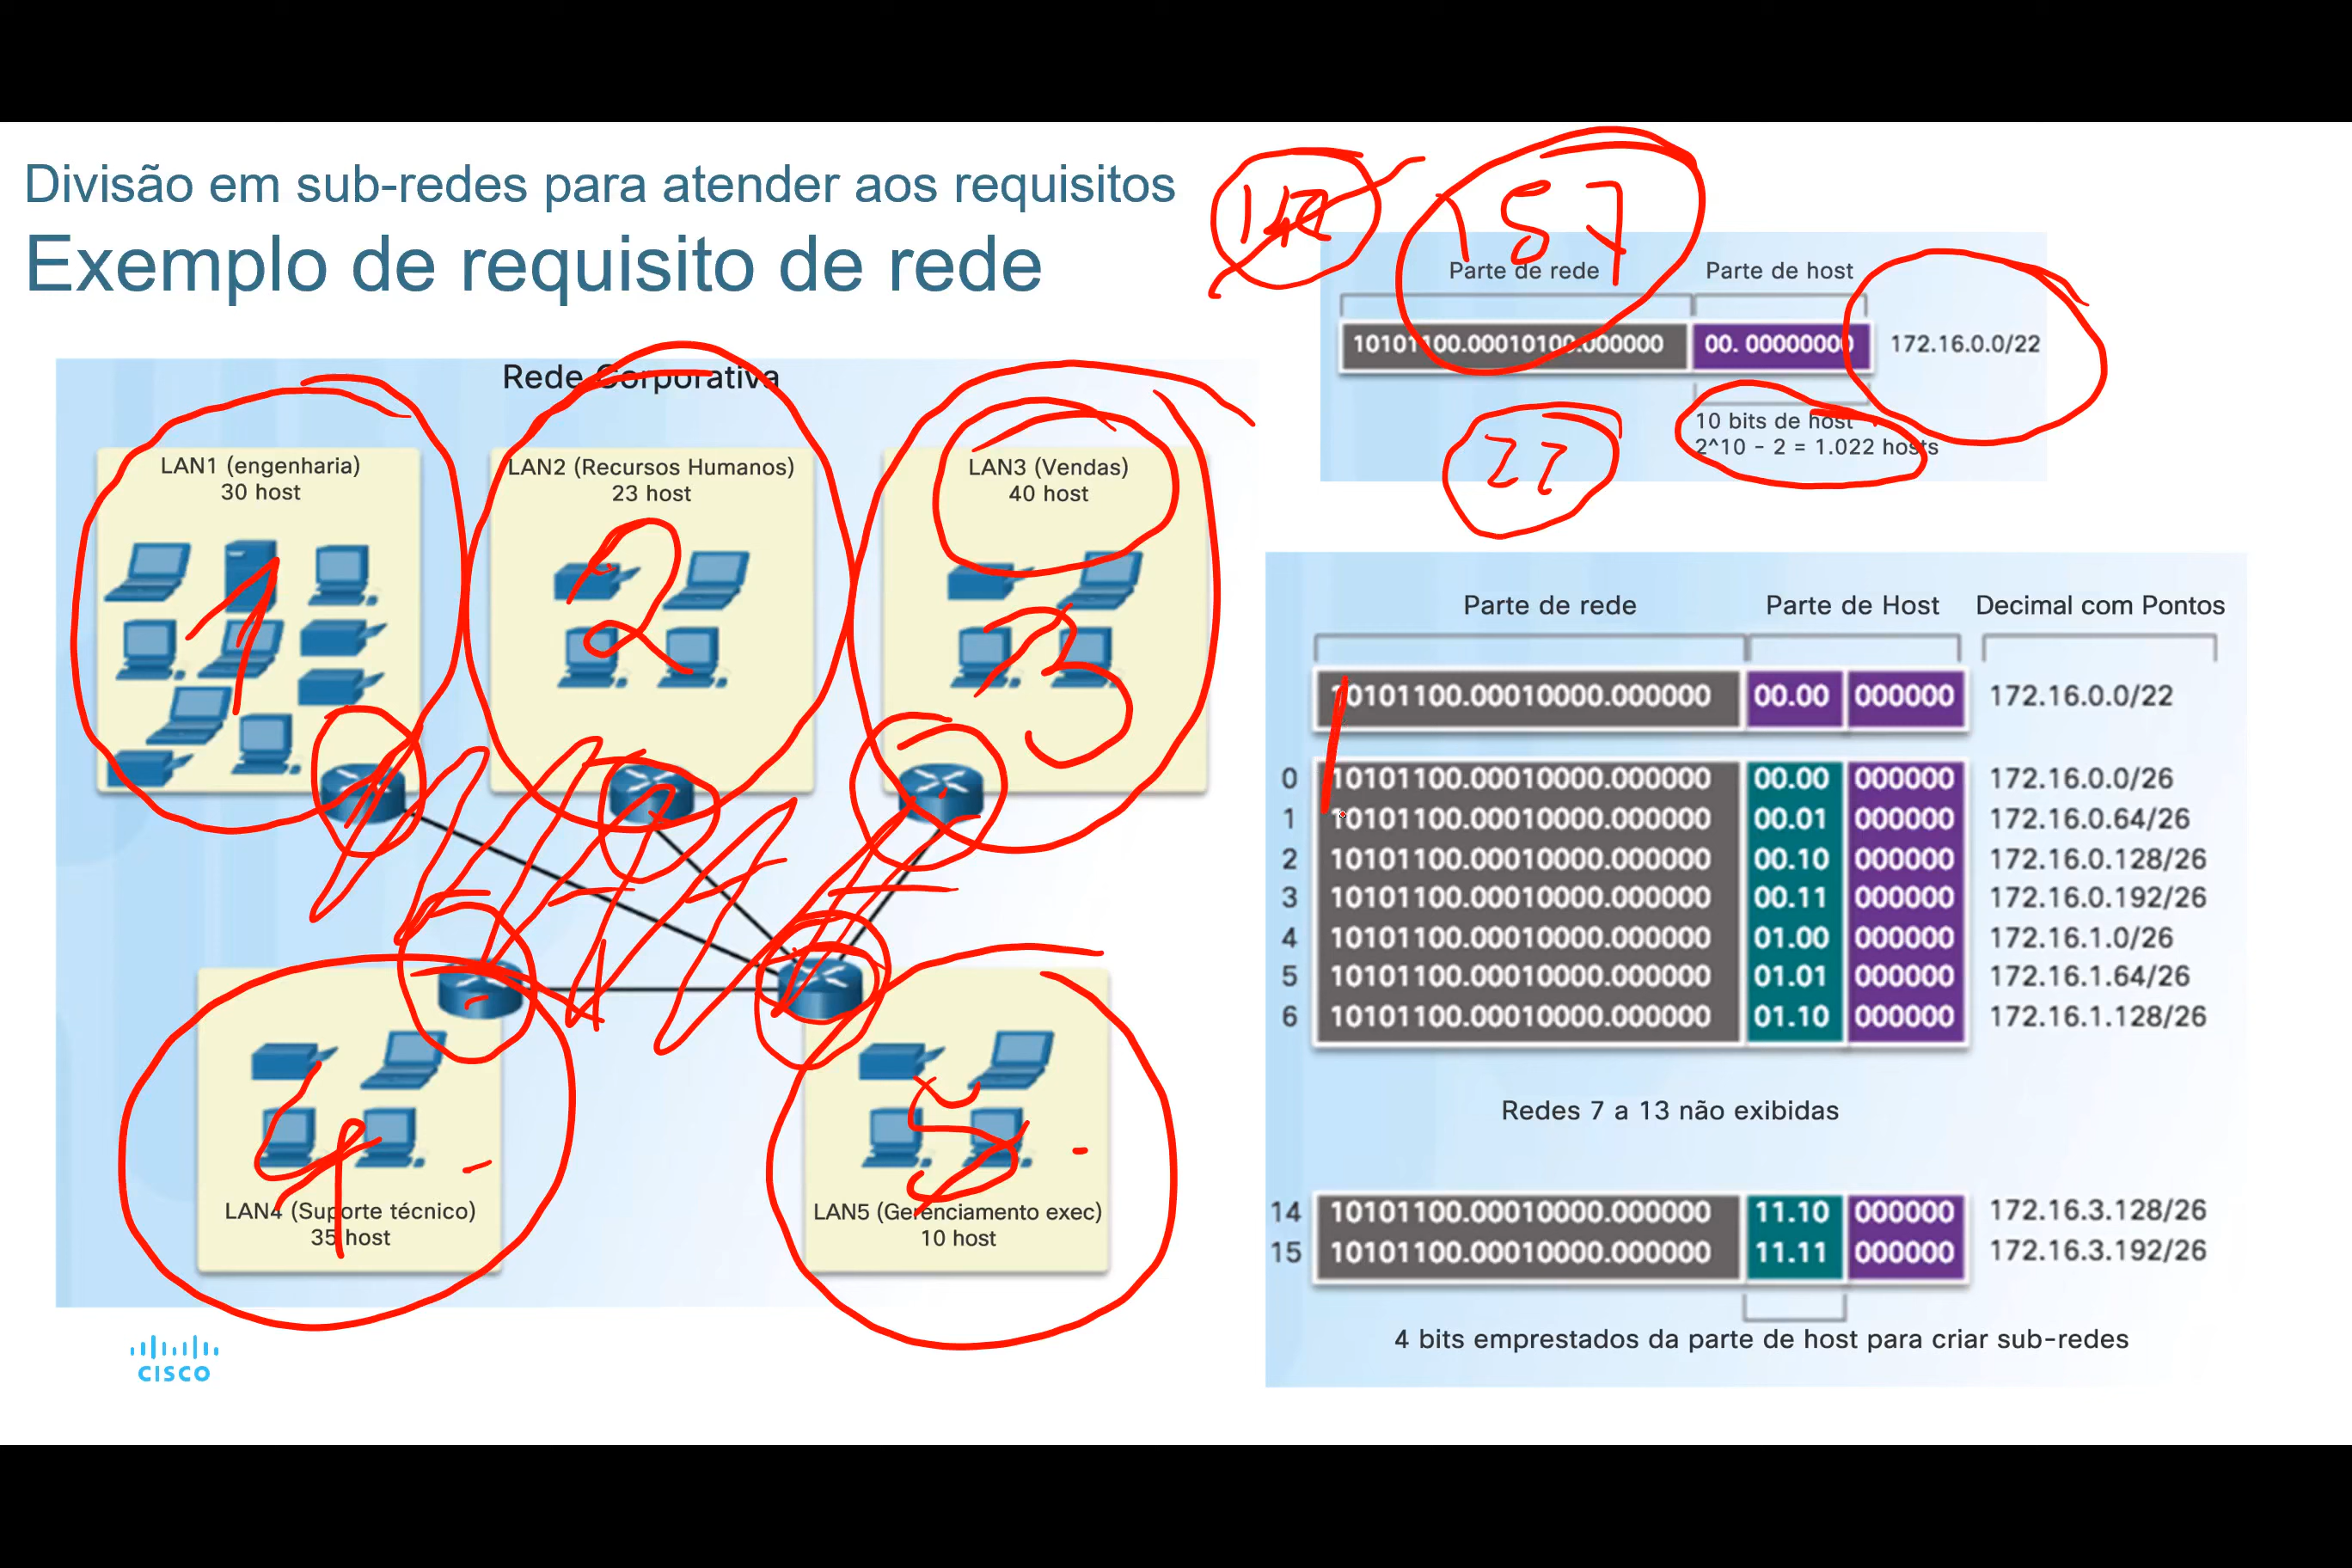 Divisão em sub-redes para atender aos requisitos
Exemplo de requisito de rede
157
Parte de rede
Parte de host
10101100.00010100.000000
00. 00000000
172.16.0.0/22
10 bits de host
2^10 - 2 = 1.022 hosts
27
Rede Corporativa
LAN1 (engenharia)
30 host
1
LAN2 (Recursos Humanos)
23 host
2
LAN3 (Vendas)
40 host
3
LAN4 (Suporte técnico)
35 host
4
LAN5 (Gerenciamento exec)
10 host
5
Parte de rede
Parte de Host
Decimal com Pontos
10101100.00010000.000000 00.00 000000 172.16.0.0/22
0 10101100.00010000.000000 00.00 000000 172.16.0.0/26
1 10101100.00010000.000000 00.01 000000 172.16.0.64/26
2 10101100.00010000.000000 00.10 000000 172.16.0.128/26
3 10101100.00010000.000000 00.11 000000 172.16.0.192/26
4 10101100.00010000.000000 01.00 000000 172.16.1.0/26
5 10101100.00010000.000000 01.01 000000 172.16.1.64/26
6 10101100.00010000.000000 01.10 000000 172.16.1.128/26
Redes 7 a 13 não exibidas
14 10101100.00010000.000000 11.10 000000 172.16.3.128/26
15 10101100.00010000.000000 11.11 000000 172.16.3.192/26
4 bits emprestados da parte de host para criar sub-redes
CISCO